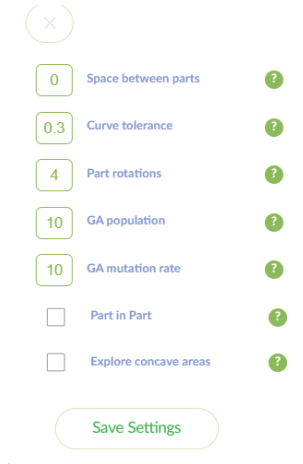 0 Space between parts ?
0.3 Curve tolerance ?
4 Part rotations ?
10 GA population ?
10 GA mutation rate ?
Part in Part ?
Explore concave areas ?
Save Settings